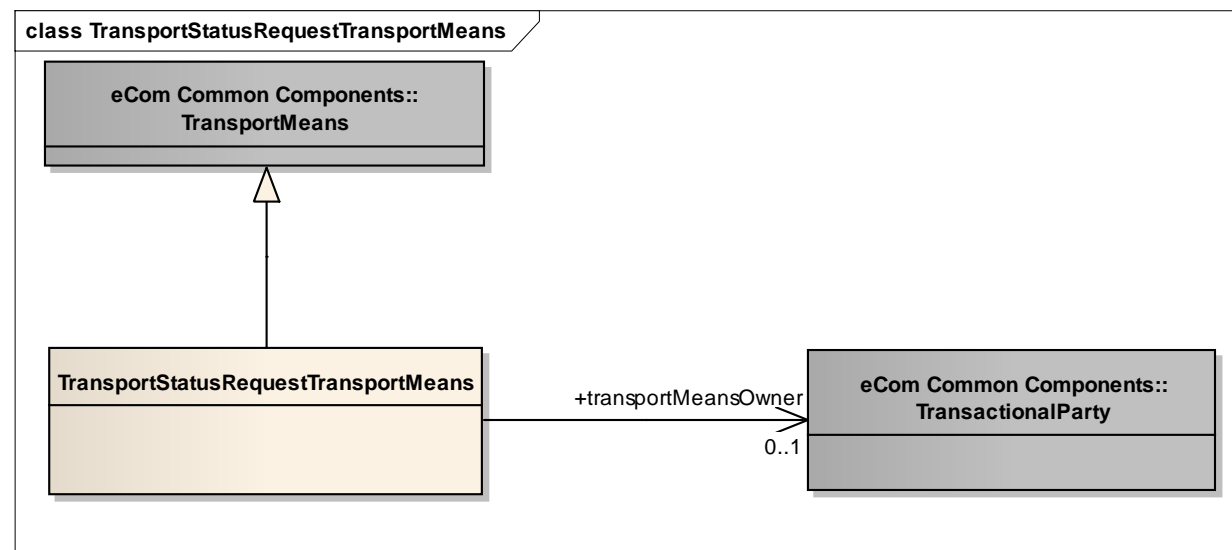 class TransportStatusRequestTransportMeans
eCom Common Components::
TransportMeans
TransportStatusRequestTransportMeans
+transportMeansOwner
0..1
eCom Common Components::
TransactionalParty